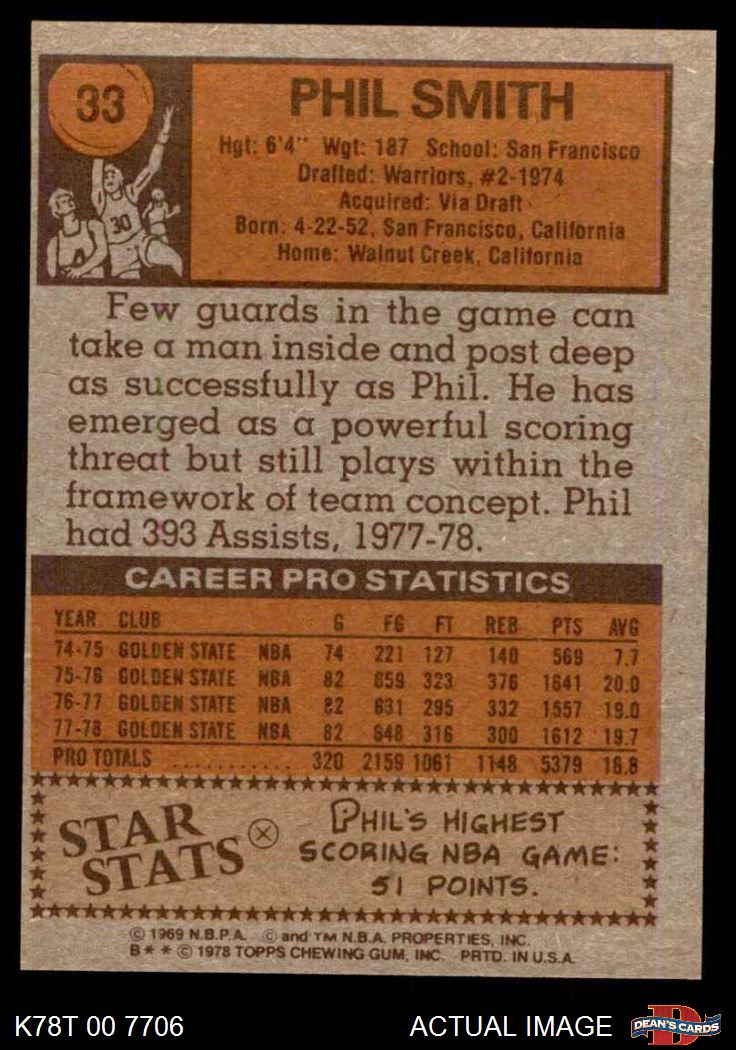 33
30
PHIL SMITH
Hgt: 6'4" Wgt: 187 School: San Francisco
Drafted: Warriors, #2-1974
Acquired: Via Draft
Born: 4-22-52, San Francisco, California
Home: Walnut Creek, California
Few guards in the game can
take a man inside and post deep
as successfully as Phil. He has
emerged as a powerful scoring
threat but still plays within the
framework of team concept. Phil
had 393 Assists, 1977-78.
CAREER PRO STATISTICS
YEAR CLUB G FG FT REB PTS AVG
74-75 GOLDEN STATE NBA 74 221 127 140 569 7.7
75-76 GOLDEN STATE NBA 82 659 323 376 1641 20.0
76-77 GOLDEN STATE NBA 82 631 295 332 1557 19.0
77-78 GOLDEN STATE NBA 82 648 316 300 1612 19.7
PRO TOTALS ........... 320 2159 1061 1148 5379 16.8
STAR
STATS
PHIL'S HIGHEST
SCORING NBA GAME:
51 POINTS.
© 1969 N.B.P.A. © and TM N.B.A. PROPERTIES, INC.
B* * © 1978 TOPPS CHEWING GUM, INC. PRTD. IN U.S.A.
K78T 00 7706 ACTUAL IMAGE
D
DEAN'S CARDS